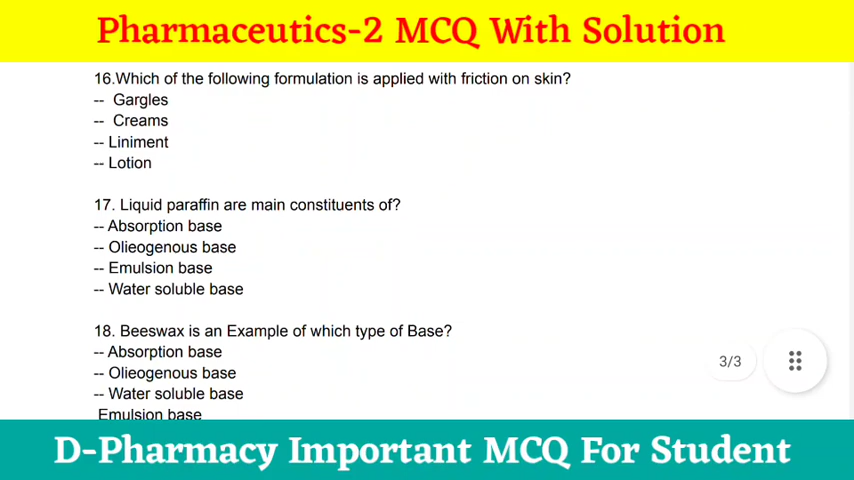 Pharmaceutics-2 MCQ With Solution
16.Which of the following formulation is applied with friction on skin?
-- Gargles
-- Creams
-- Liniment
-- Lotion
17. Liquid paraffin are main constituents of?
-- Absorption base
-- Olieogenous base
-- Emulsion base
-- Water soluble base
18. Beeswax is an Example of which type of Base?
-- Absorption base
-- Olieogenous base
-- Water soluble base
Emulsion base
3/3
D-Pharmacy Important MCQ For Student